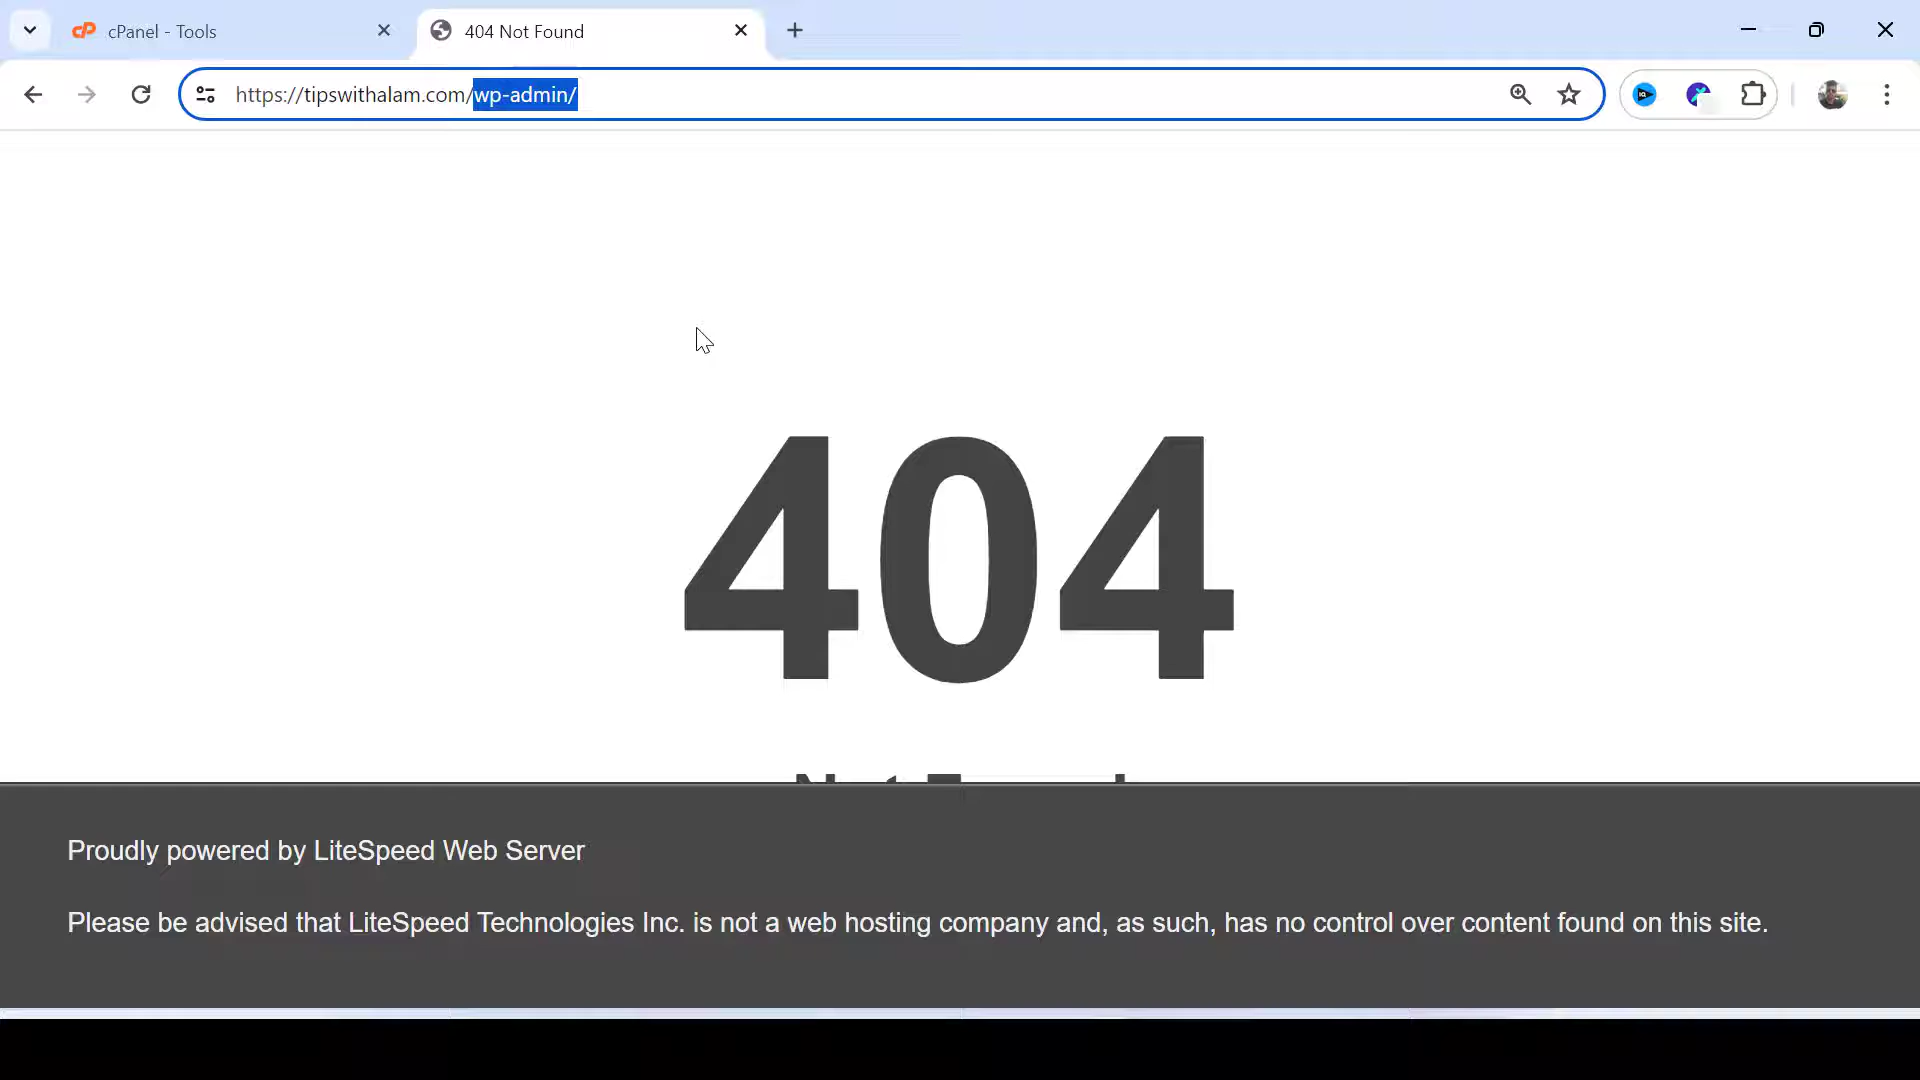 cPanel - Tools
404 Not Found
https://tipswithalam.com/wp-admin/
404
Not Found
Proudly powered by LiteSpeed Web Server
Please be advised that LiteSpeed Technologies Inc. is not a web hosting company and, as such, has no control over content found on this site.